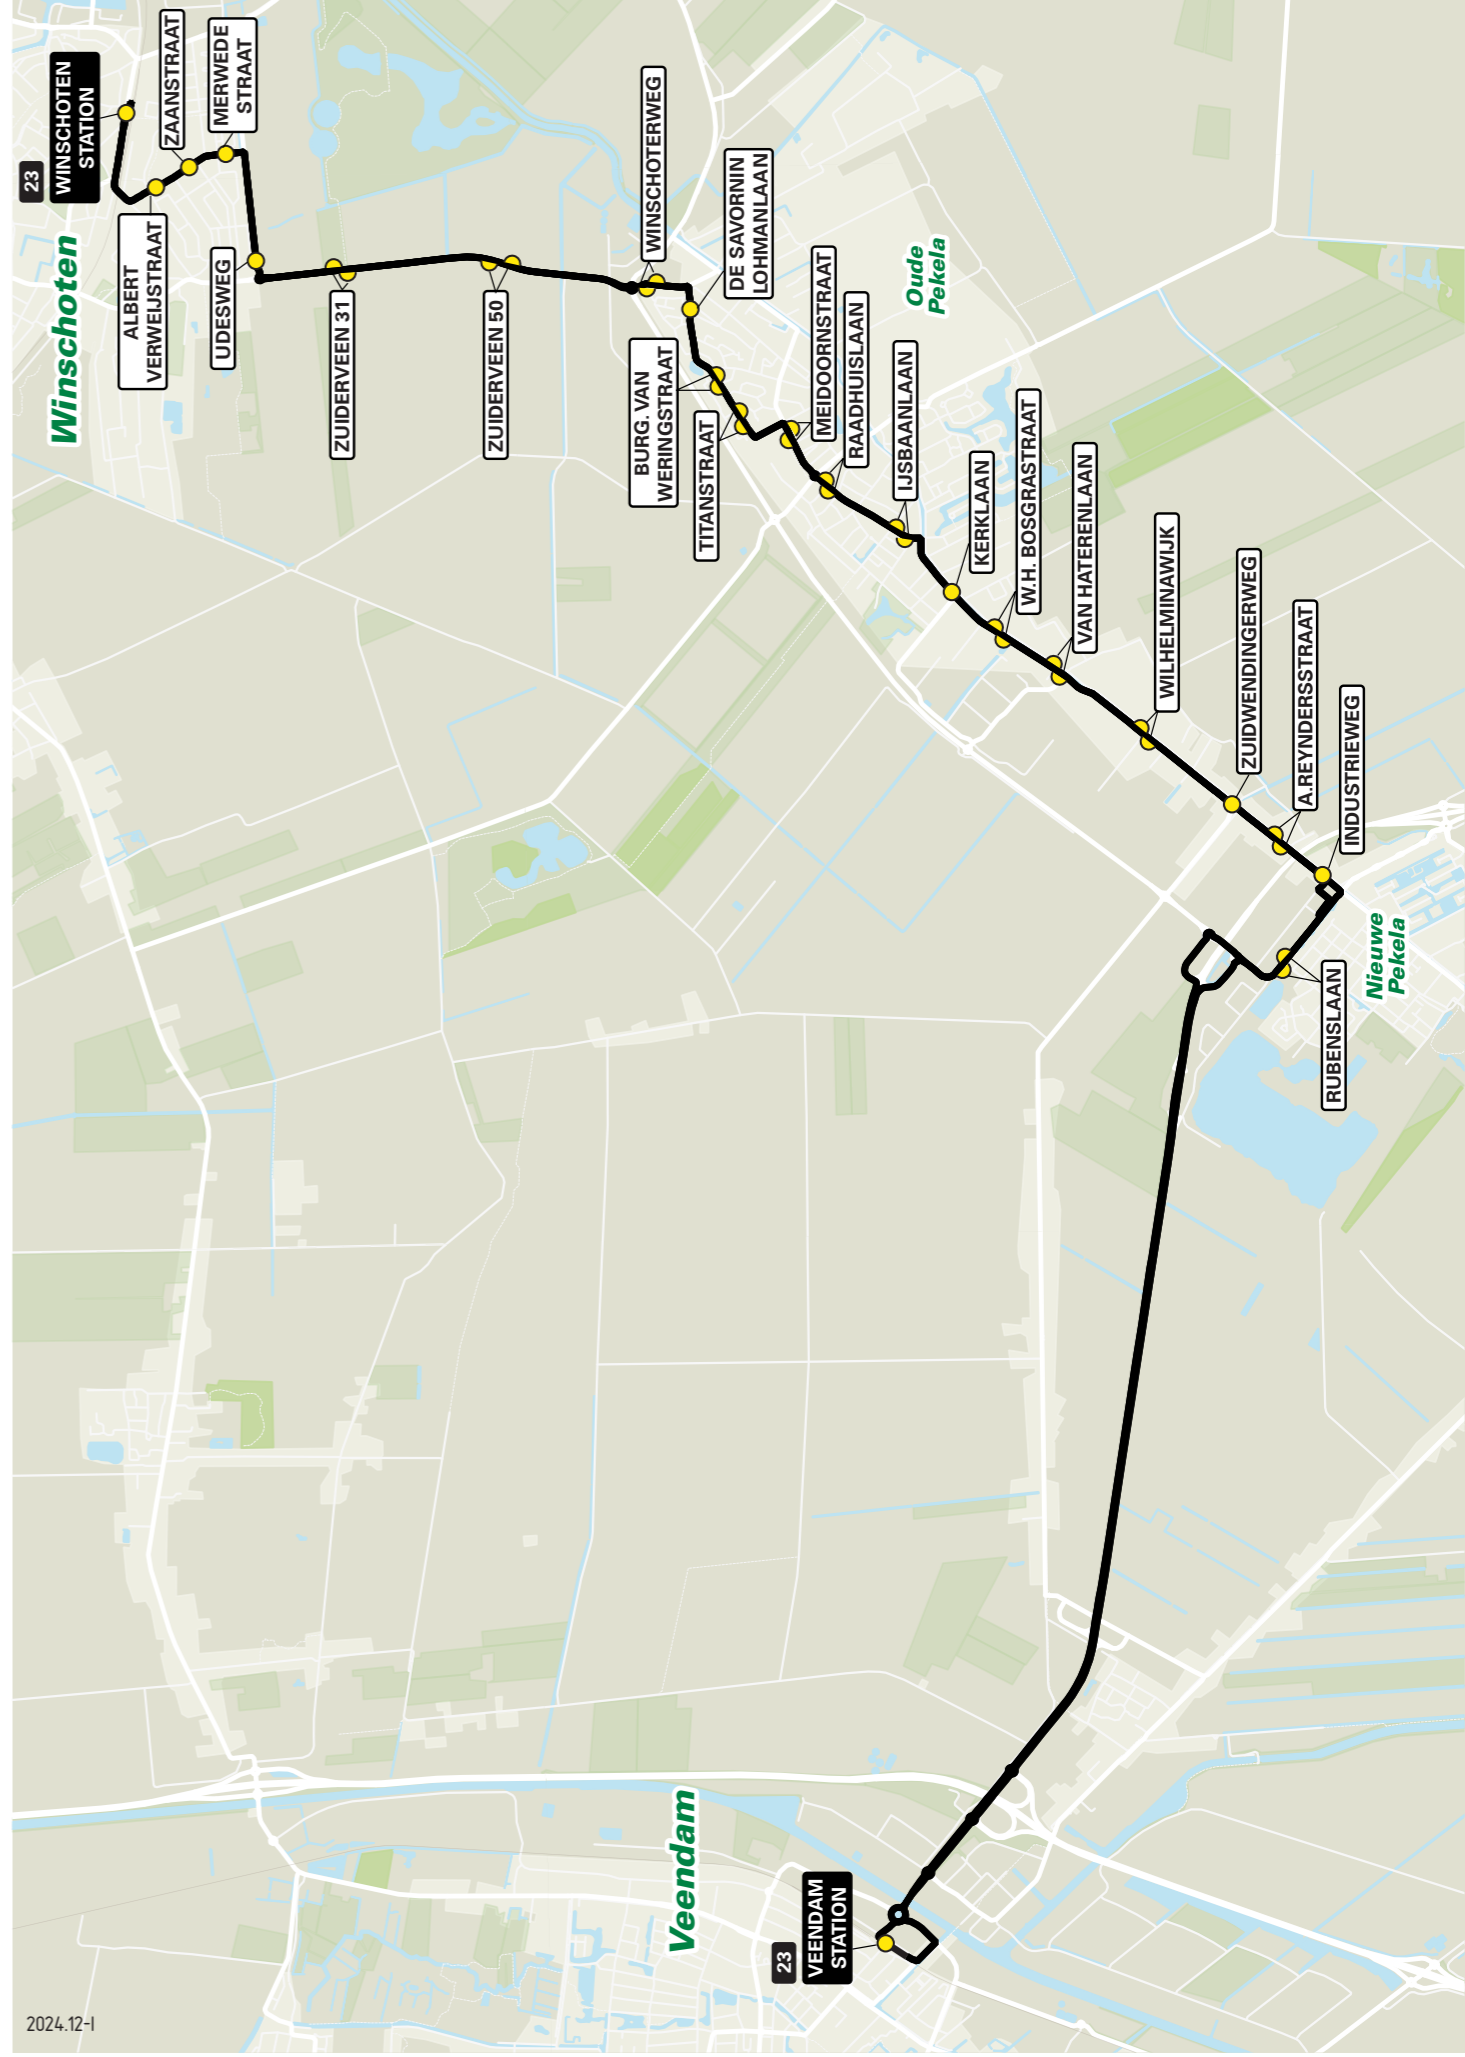 23
WINSCHOTEN
STATION
ZAANSTRAAT
MERWEDE
STRAAT
Winschoten
ALBERT
VERWEIJSTRAAT
UDESWEG
ZUIDERVEEN 31
ZUIDERVEEN 50
WINSCHOTERWEG
DE SAVORNIN
LOHMANLAAN
BURG. VAN
WERINGSTRAAT
TITANSTRAAT
MEIDOORNSTRAAT
RAADHUISLAAN
Oude
Pekela
IJSBAANLAAN
KERKLAAN
W.H. BOSGRASTRAAT
VAN HATERENLAAN
WILHELMINAWIJK
ZUIDWENDINGERWEG
A.REYNDERSSTRAAT
INDUSTRIEWEG
Nieuwe
Pekela
RUBENSLAAN
Veendam
23
VEENDAM
STATION
2024.12-I